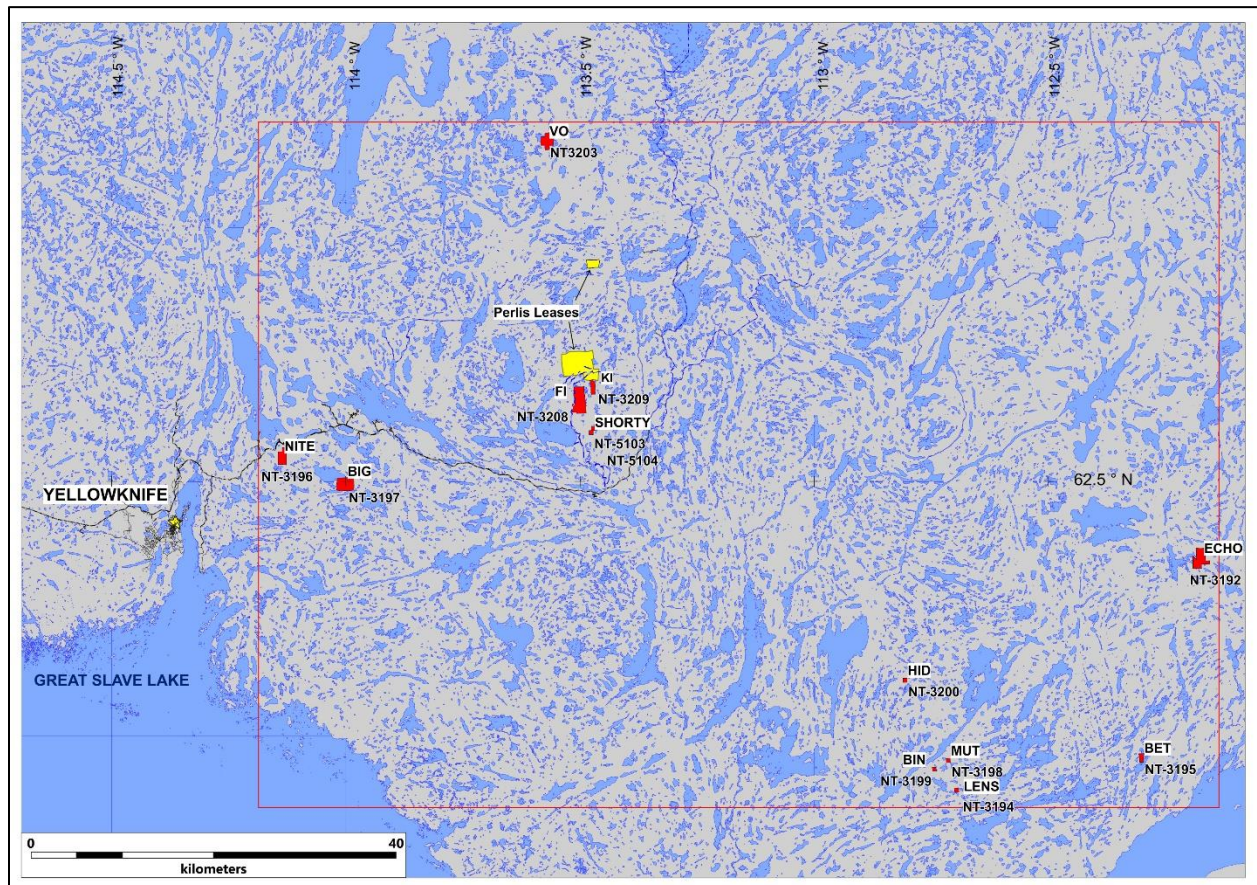 114.5 ° W
114 ° W
113.5 ° W
113 ° W
112.5 ° W
VO
NT3203
Perlis Leases
KI
FI
NT-3209
NT-3208
SHORTY
NT-5103
NT-5104
NITE
NT-3196
BIG
NT-3197
62.5 ° N
YELLOWKNIFE
ECHO
NT-3192
GREAT SLAVE LAKE
HID
NT-3200
BIN
MUT
BET
NT-3199
NT-3198
NT-3195
LENS
NT-3194
0
40
kilometers